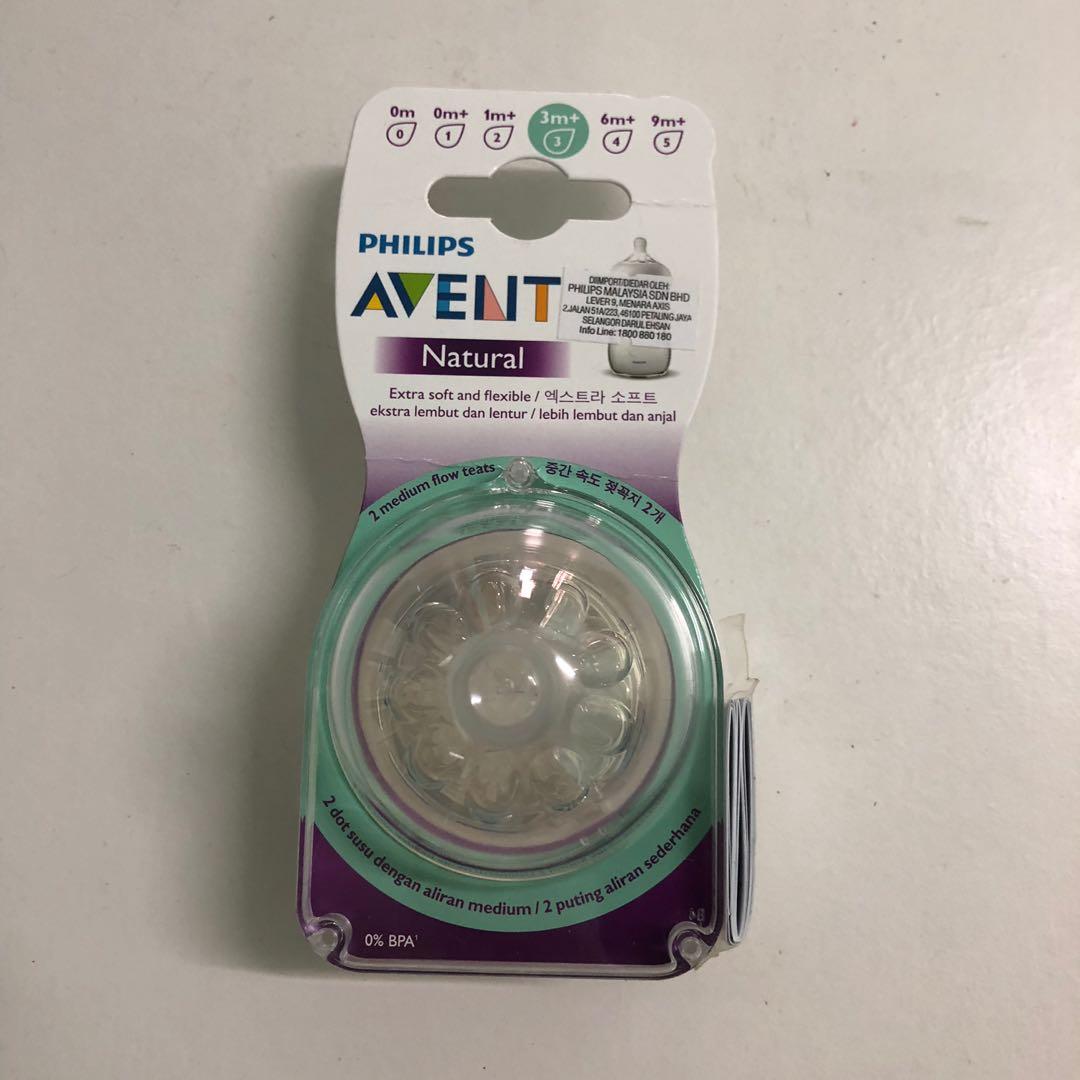 0m 0m+ 1m+ 3m+ 6m+ 9m+
0 1 2 3 4 5
PHILIPS
AVENT
DIIMPORT/DIEDAR OLEH:
PHILIPS MALAYSIA SDN BHD
LEVER 9, MENARA AXIS
2.JALAN 51A/223, 46100 PETALING JAYA
SELANGOR DARUL EHSAN
Info Line: 1800 880 180
Natural
Extra soft and flexible / 엑스트라 소프트
ekstra lembut dan lentur / lebih lembut dan anjal
2 medium flow teats 중간 속도 젖꼭지 2개
2 dot susu dengan aliran medium / 2 puting aliran sederhana
0% BPA¹